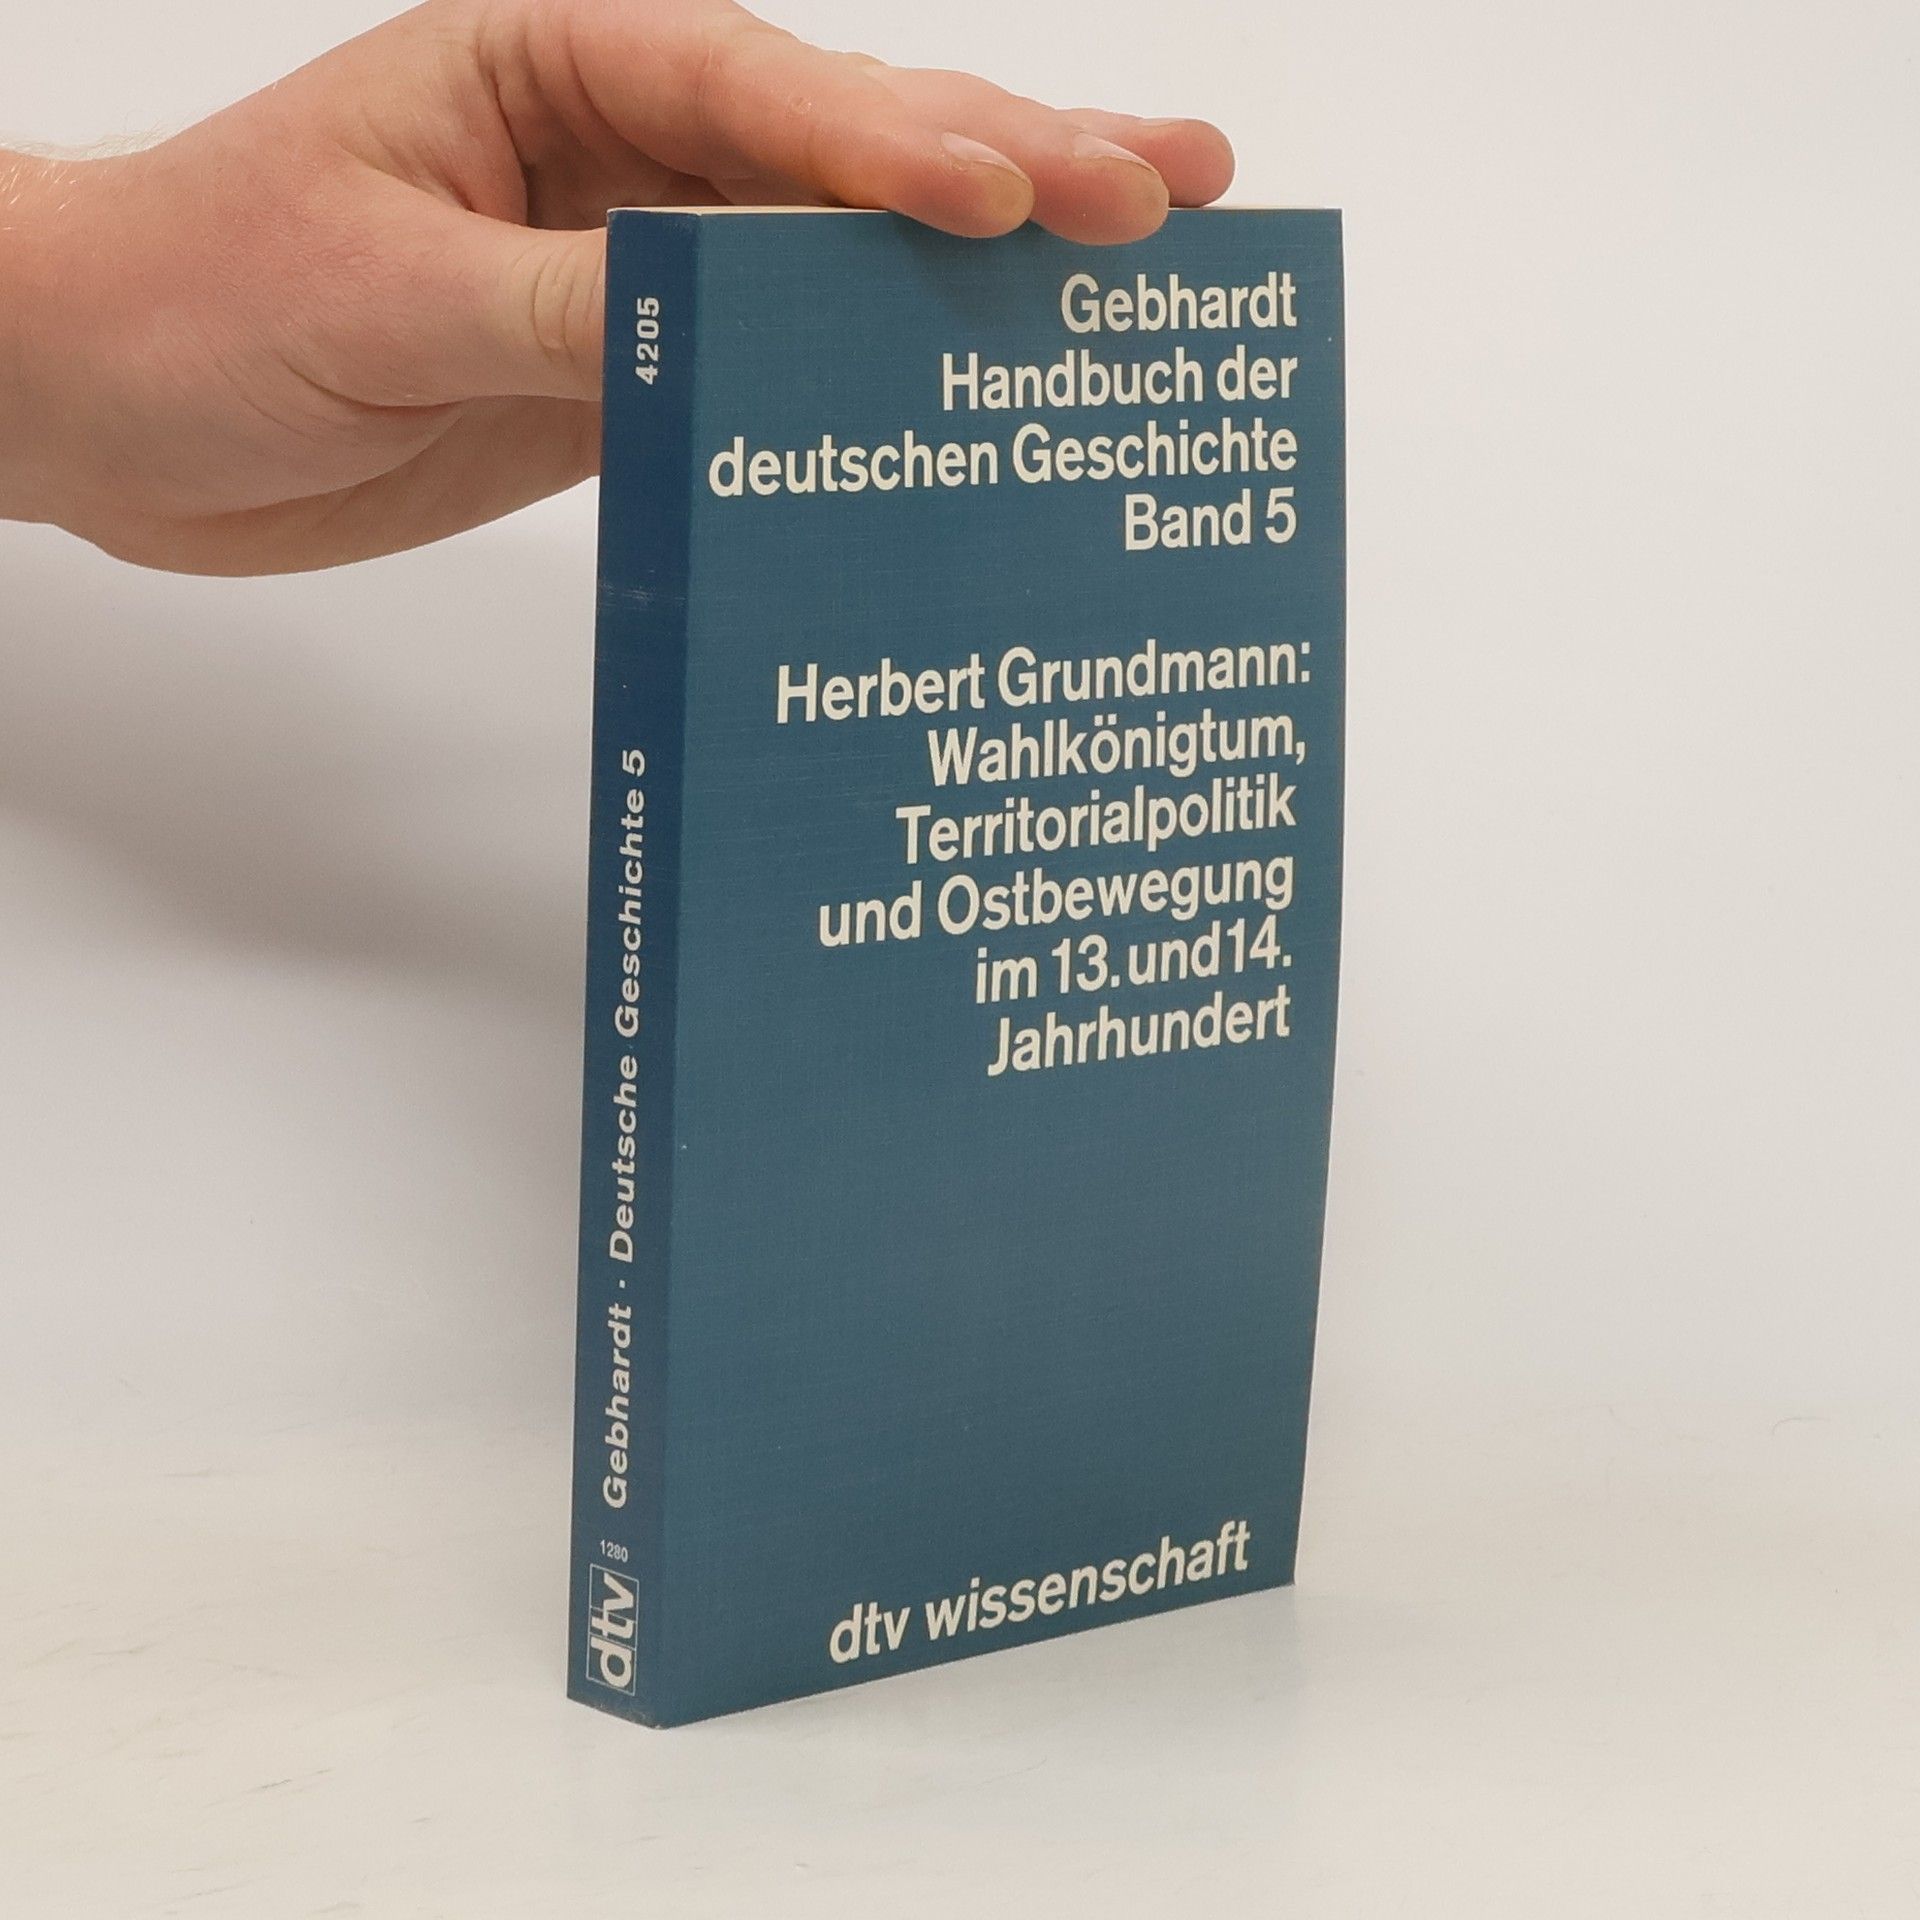 Gebhardt
Handbuch der
deutschen Geschichte
Band 5
Herbert Grundmann:
Wahlkönigtum,
Territorialpolitik
und Ostbewegung
im 13. und 14.
Jahrhundert
dtv wissenschaft
4205
Gebhardt · Deutsche Geschichte 5
1280
dtv